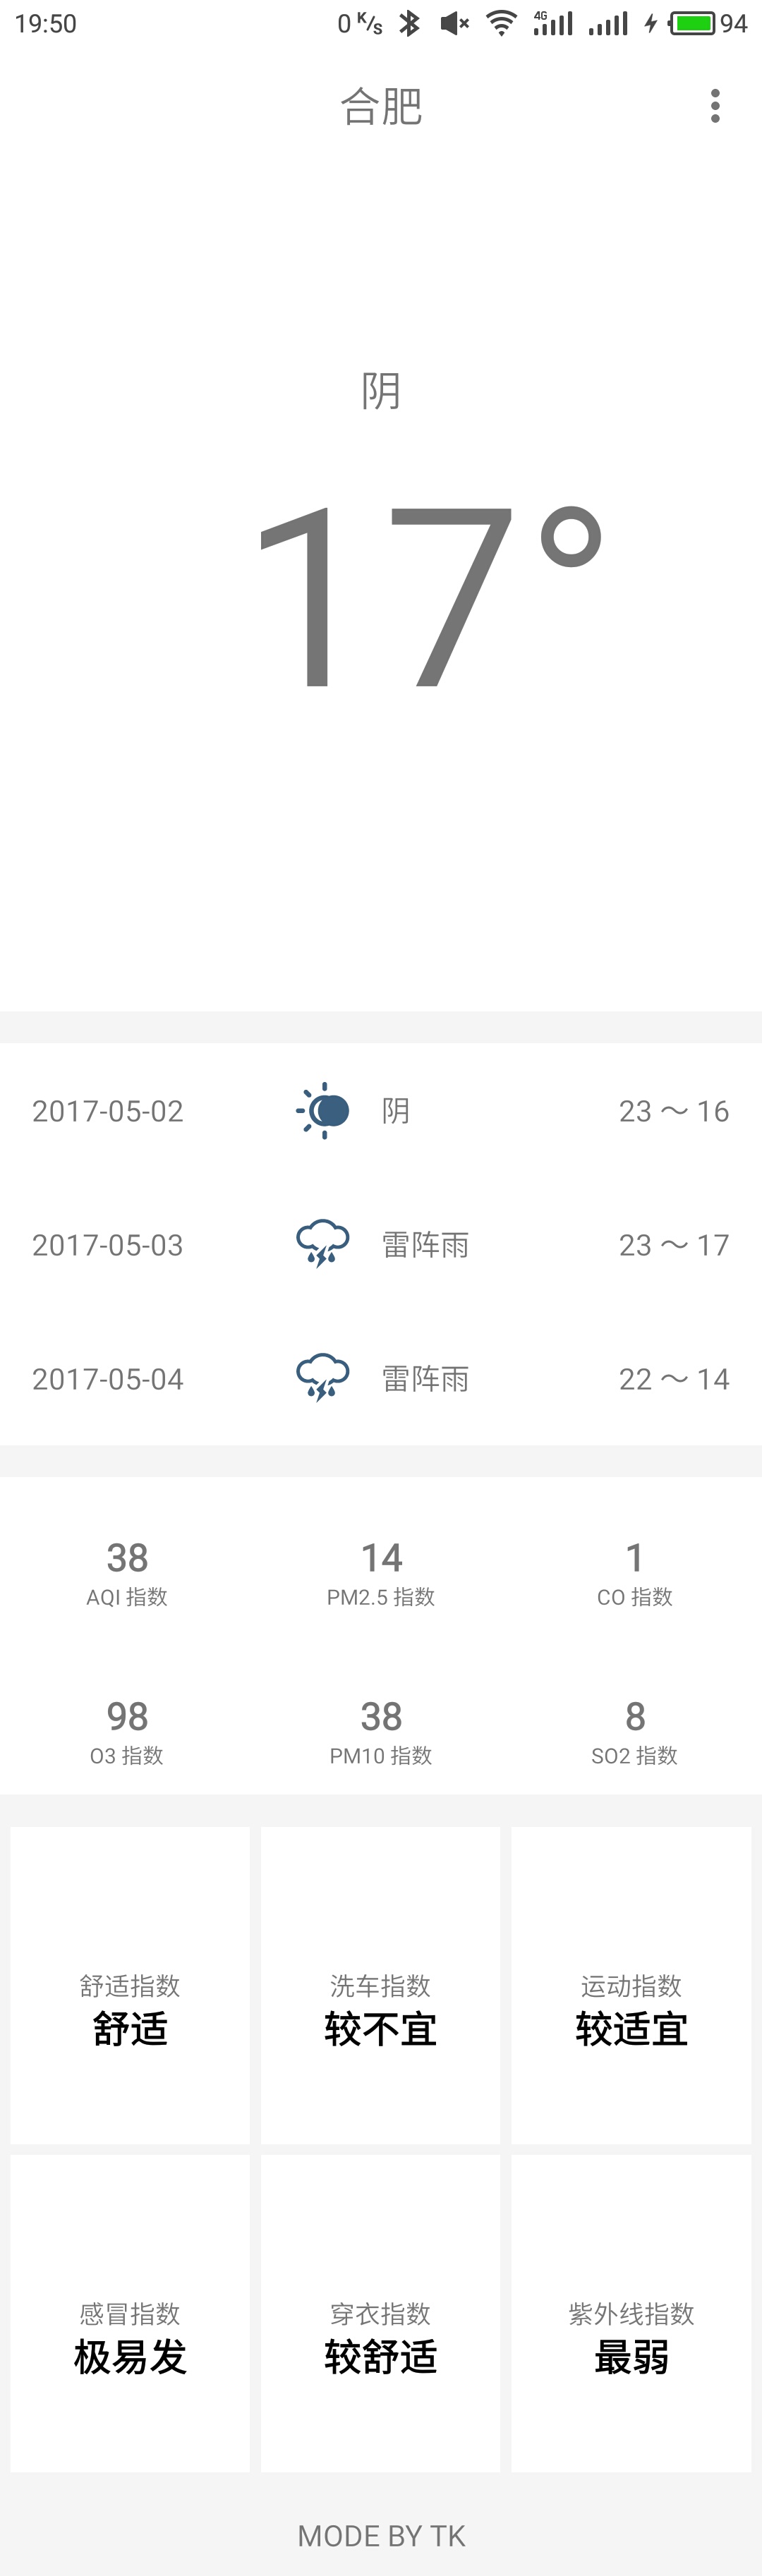 19:50 0 K/s 4G 94
合肥
阴
17°
2017-05-02 阴 23 ～ 16
2017-05-03 雷阵雨 23 ～ 17
2017-05-04 雷阵雨 22 ～ 14
38 14 1
AQI 指数 PM2.5 指数 CO 指数
98 38 8
O3 指数 PM10 指数 SO2 指数
舒适指数 洗车指数 运动指数
舒适 较不宜 较适宜
感冒指数 穿衣指数 紫外线指数
极易发 较舒适 最弱
MODE BY TK